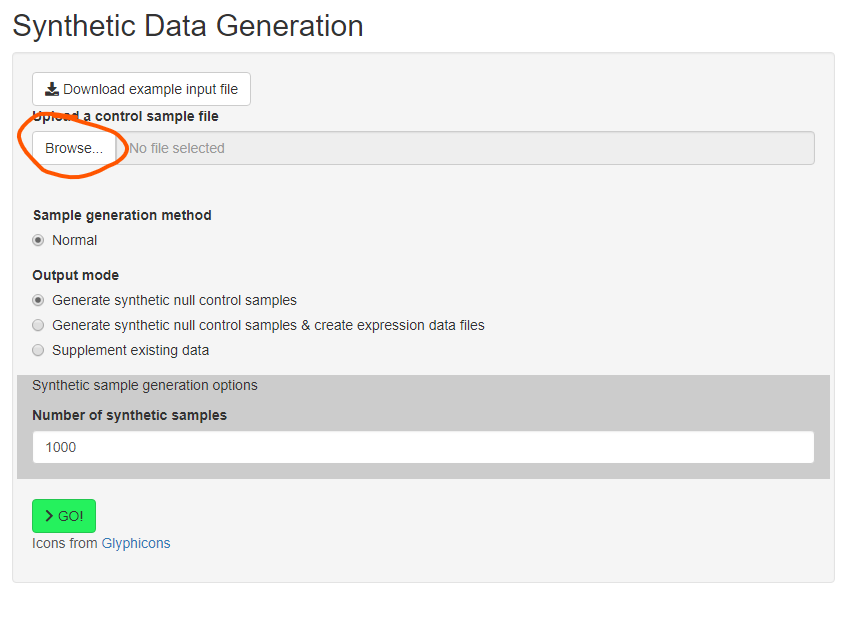 Synthetic Data Generation
Download example input file
Upload a control sample file
Browse... No file selected
Sample generation method
Normal
Output mode
Generate synthetic null control samples
Generate synthetic null control samples & create expression data files
Supplement existing data
Synthetic sample generation options
Number of synthetic samples
1000
GO!
Icons from Glyphicons